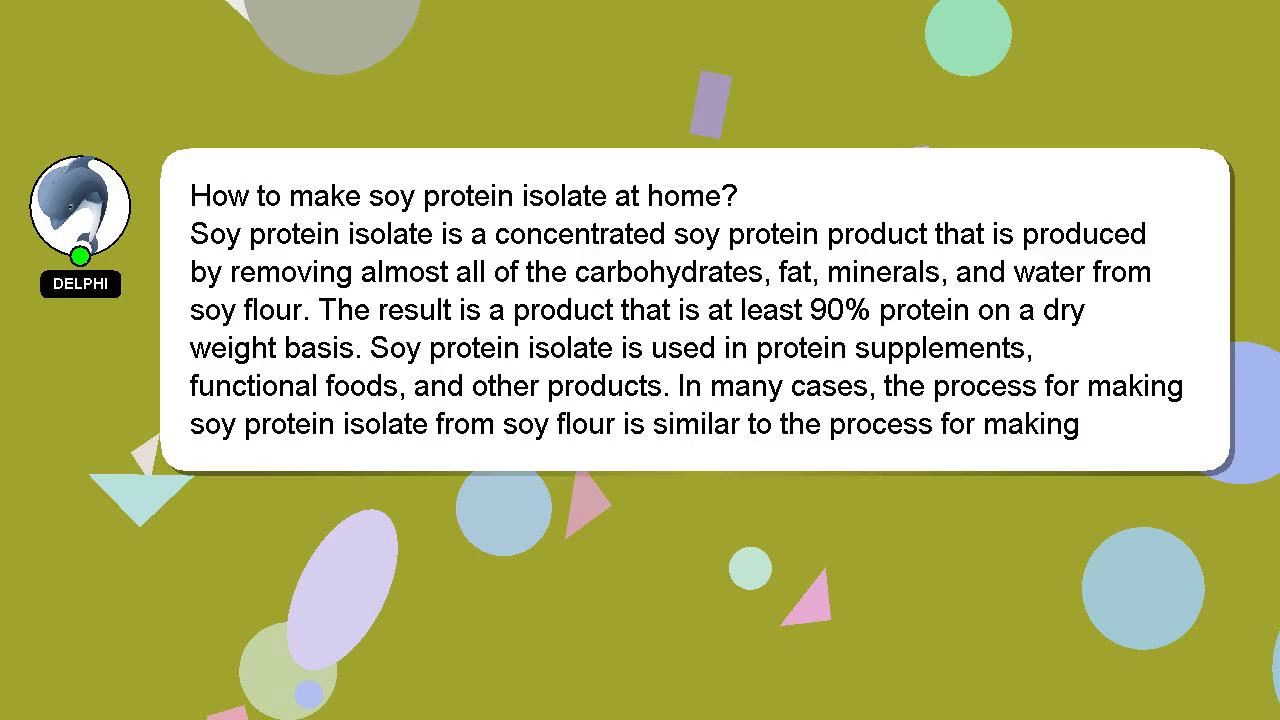 How to make soy protein isolate at home?
Soy protein isolate is a concentrated soy protein product that is produced
by removing almost all of the carbohydrates, fat, minerals, and water from
soy flour. The result is a product that is at least 90% protein on a dry
weight basis. Soy protein isolate is used in protein supplements,
functional foods, and other products. In many cases, the process for making
soy protein isolate from soy flour is similar to the process for making
DELPHI